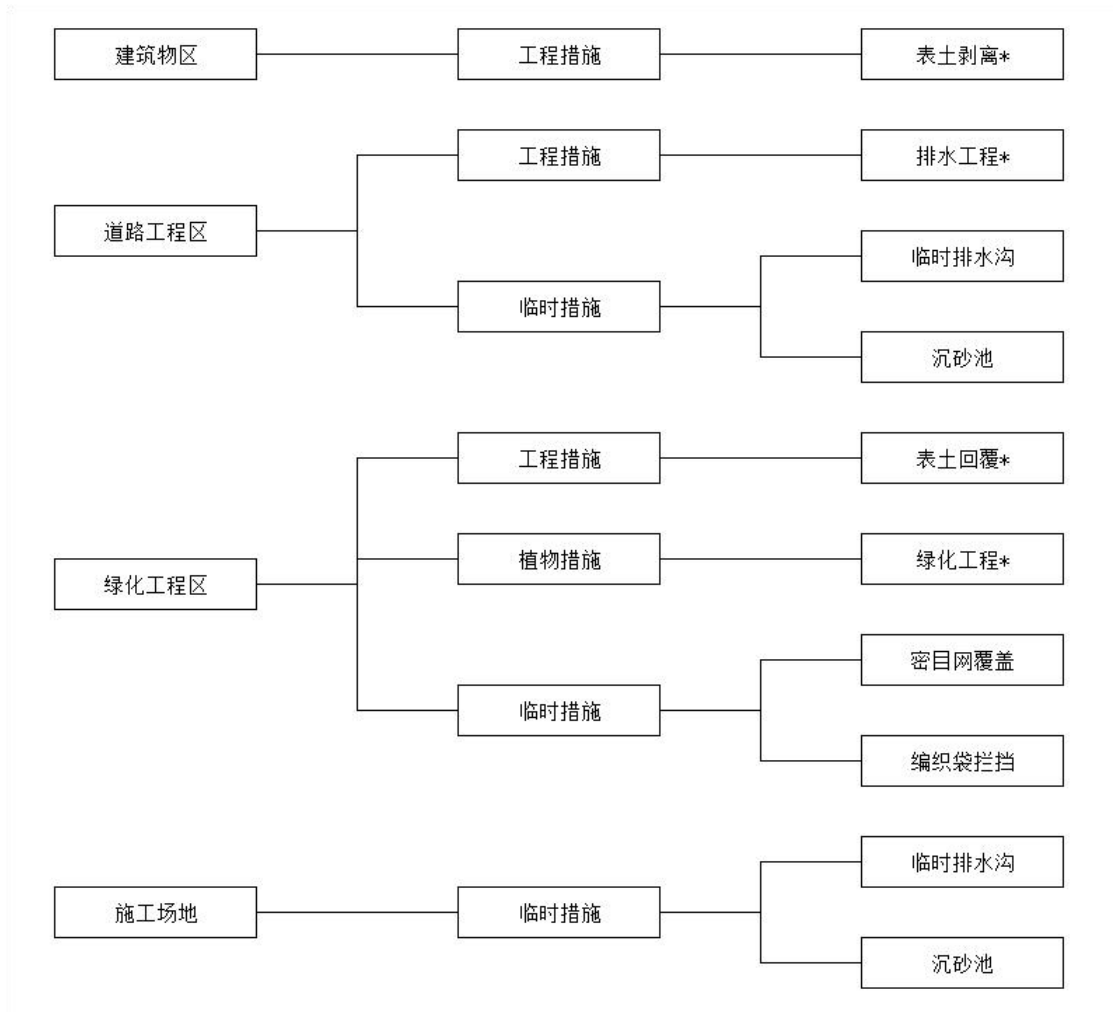 建筑物区
工程措施
表土剥离*
道路工程区
工程措施
排水工程*
临时措施
临时排水沟
沉砂池
绿化工程区
工程措施
表土回覆*
植物措施
绿化工程*
临时措施
密目网覆盖
编织袋拦挡
施工场地
临时措施
临时排水沟
沉砂池